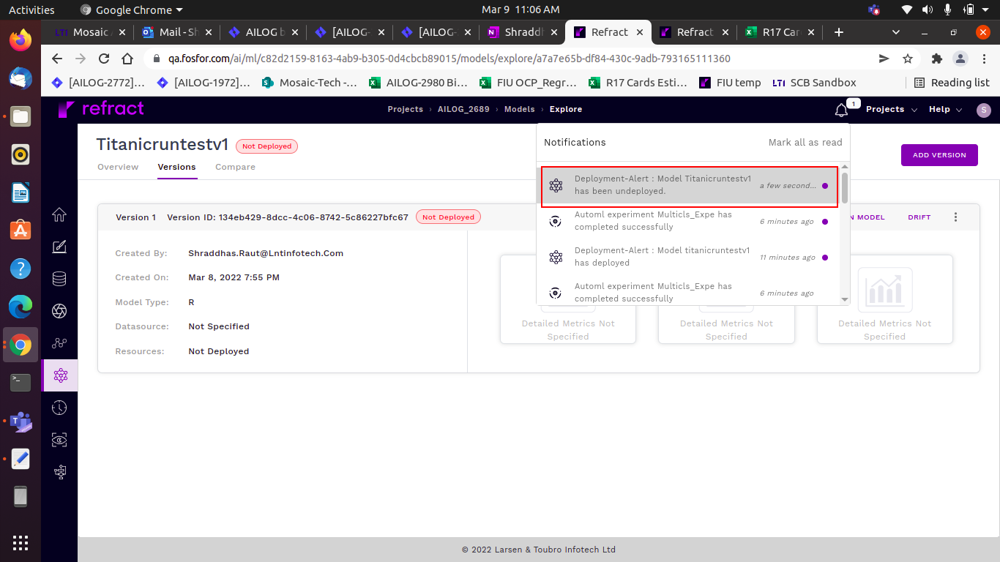 Activities
Google Chrome
Mar 9 11:06 AM
LTI Mosaic
Mail - Sh
AILOG b
[AILOG-
[AILOG-
Shraddh
Refract
Refract
R17 Car
qa.fosfor.com/ai/ml/c82d2159-8163-4ab9-b305-0d4cbcb89015/models/explore/a7a7e65b-df84-430c-9adb-793165111360
[AILOG-2772]...
[AILOG-1972]...
Mosaic-Tech -...
AILOG-2980 Bi...
FIU OCP_Regr...
R17 Cards Esti...
FIU temp
LTI SCB Sandbox
Reading list
refract
Projects > AILOG_2689 > Models > Explore
1
Projects
Help
S
Titanicruntestv1
Not Deployed
Overview
Versions
Compare
ADD VERSION
Notifications
Mark all as read
Deployment-Alert : Model Titanicruntestv1
has been undeployed.
a few second...
Automl experiment Multicls_Expe has
completed successfully
6 minutes ago
Deployment-Alert : Model titanicruntestv1
has deployed
11 minutes ago
Automl experiment Multicls_Expe has
completed successfully
6 minutes ago
Version 1
Version ID: 134eb429-8dcc-4c06-8742-5c86227bfc67
Not Deployed
N MODEL
DRIFT
Created By: Shraddhas.Raut@Lntinfotech.Com
Created On: Mar 8, 2022 7:55 PM
Model Type: R
Datasource: Not Specified
Resources: Not Deployed
Detailed Metrics Not
Specified
Detailed Metrics Not
Specified
Detailed Metrics Not
Specified
© 2022 Larsen & Toubro Infotech Ltd